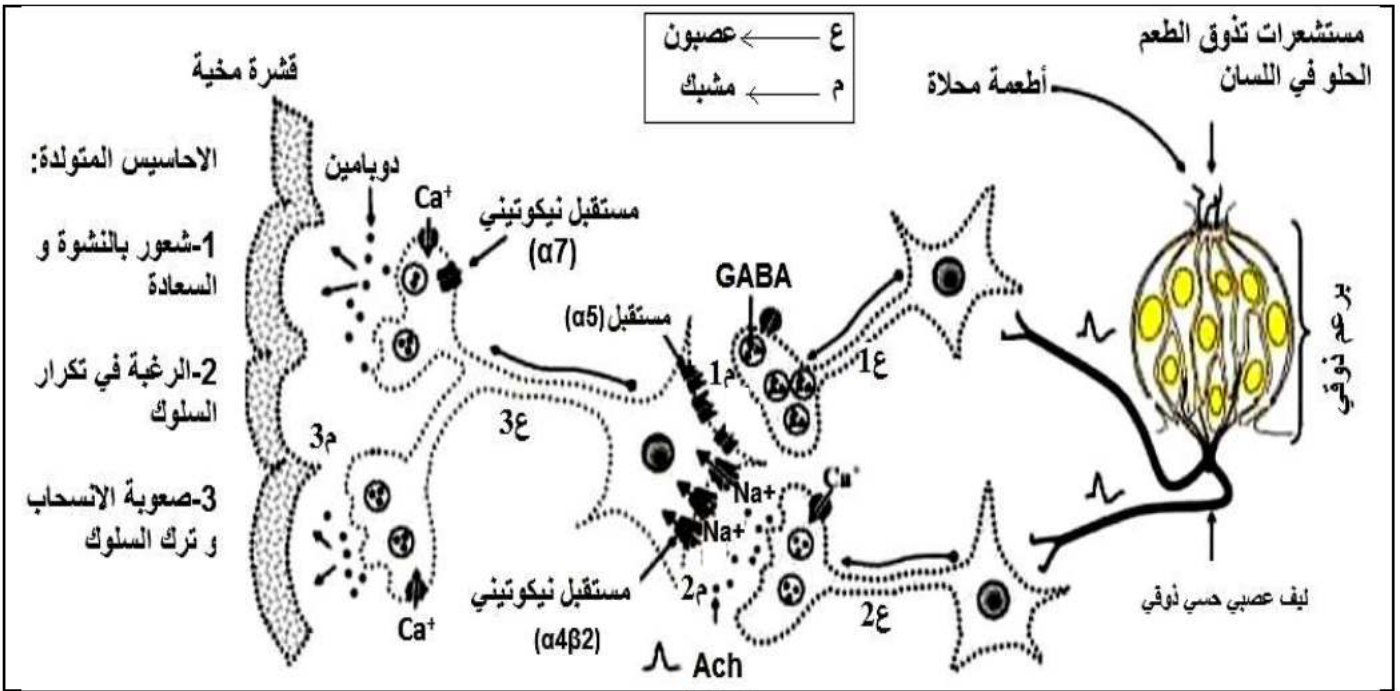 ع ← عصبون
م ← مشبك
مستشعرات تذوق الطعم
الحلو في اللسان
أطعمة محلاة
قشرة مخية
الاحاسيس المتولدة:
1-شعور بالنشوة و
السعادة
2-الرغبة في تكرار
السلوك
3-صعوبة الانسحاب
و ترك السلوك
دوبامين
Ca+
مستقبل نيكوتيني
(α7)
GABA
مستقبل (α5)
م1
ع1
برعم ذوقي
ع3
م3
Na+
Na+
مستقبل نيكوتيني
(α4β2)
م2
ع2
Ca+
Ach
ليف عصبي حسي ذوقي